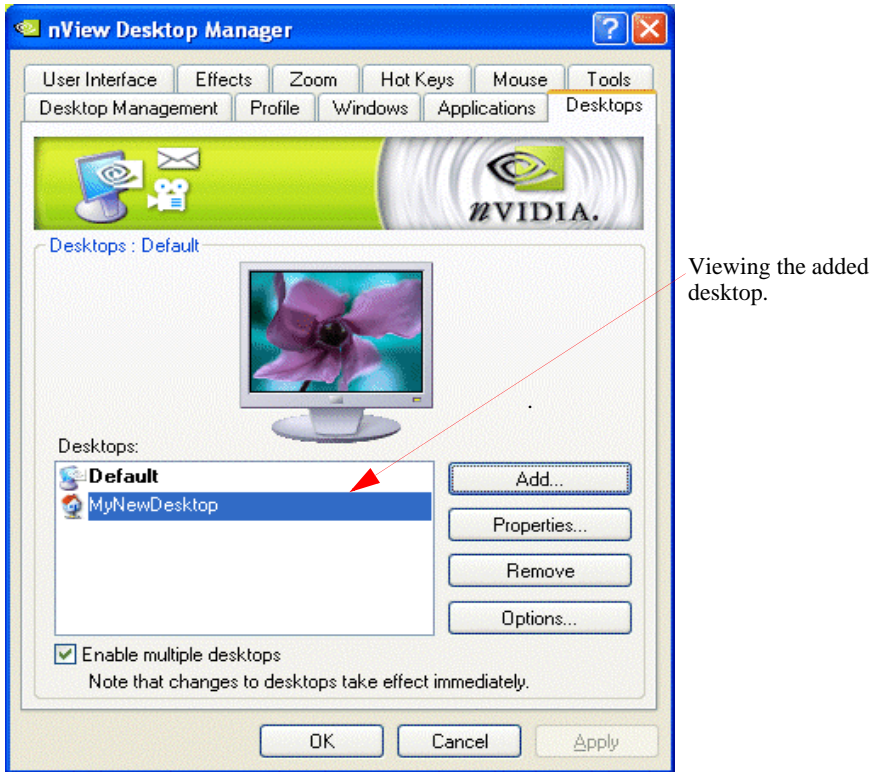 nView Desktop Manager
User Interface Effects Zoom Hot Keys Mouse Tools
Desktop Management Profile Windows Applications Desktops
nVIDIA.
Desktops : Default
Viewing the added
desktop.
Desktops:
Default
MyNewDesktop
Add...
Properties...
Remove
Options...
Enable multiple desktops
Note that changes to desktops take effect immediately.
OK Cancel Apply